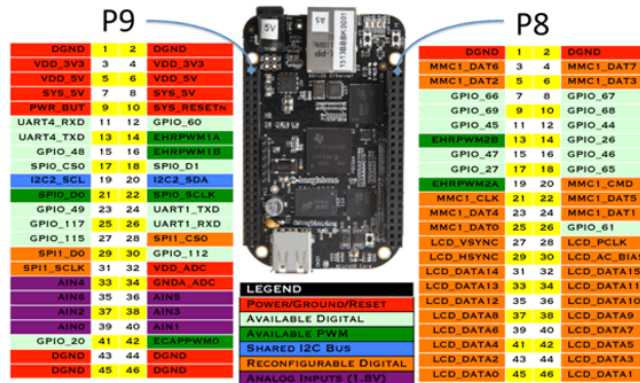 P9
P8
DGND 1 2 DGND
VDD_3V3 3 4 VDD_3V3
VDD_5V 5 6 VDD_5V
SYS_5V 7 8 SYS_5V
PWR_BUT 9 10 SYS_RESETn
UART4_RXD 11 12 GPIO_60
UART4_TXD 13 14 EHRPWM1A
GPIO_48 15 16 EHRPWM1B
SPI0_CS0 17 18 SPI0_D1
I2C2_SCL 19 20 I2C2_SDA
SPI0_D0 21 22 SPI0_SCLK
GPIO_49 23 24 UART1_TXD
GPIO_117 25 26 UART1_RXD
GPIO_115 27 28 SPI1_CS0
SPI1_D0 29 30 GPIO_112
SPI1_SCLK 31 32 VDD_ADC
AIN4 33 34 GNDA_ADC
AIN6 35 36 AIN5
AIN2 37 38 AIN3
AIN0 39 40 AIN1
GPIO_20 41 42 ECAPPWM0
DGND 43 44 DGND
DGND 45 46 DGND
5V
LEGEND
Power/Ground/Reset
Available Digital
Available PWM
Shared I2C Bus
Reconfigurable Digital
Analog Inputs (1.8V)
DGND 1 2 DGND
MMC1_DAT6 3 4 MMC1_DAT7
MMC1_DAT2 5 6 MMC1_DAT3
GPIO_66 7 8 GPIO_67
GPIO_69 9 10 GPIO_68
GPIO_45 11 12 GPIO_44
EHRPWM2B 13 14 GPIO_26
GPIO_47 15 16 GPIO_46
GPIO_27 17 18 GPIO_65
EHRPWM2A 19 20 MMC1_CMD
MMC1_CLK 21 22 MMC1_DAT5
MMC1_DAT4 23 24 MMC1_DAT1
MMC1_DAT0 25 26 GPIO_61
LCD_VSYNC 27 28 LCD_PCLK
LCD_HSYNC 29 30 LCD_AC_BIAS
LCD_DATA14 31 32 LCD_DATA15
LCD_DATA13 33 34 LCD_DATA11
LCD_DATA12 35 36 LCD_DATA10
LCD_DATA8 37 38 LCD_DATA9
LCD_DATA6 39 40 LCD_DATA7
LCD_DATA4 41 42 LCD_DATA5
LCD_DATA2 43 44 LCD_DATA3
LCD_DATA0 45 46 LCD_DATA1